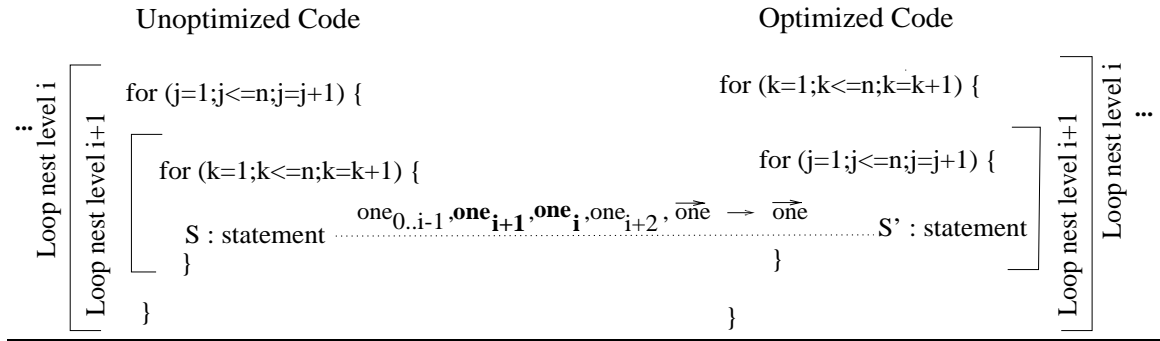 Unoptimized Code Optimized Code
... Loop nest level i
Loop nest level i+1
for (j=1;j<=n;j=j+1) {
for (k=1;k<=n;k=k+1) {
S : statement
}
}
one0..i-1,onei+1,onei,onei+2, one → one
for (k=1;k<=n;k=k+1) {
for (j=1;j<=n;j=j+1) {
S' : statement
}
}
Loop nest level i+1
Loop nest level i ...